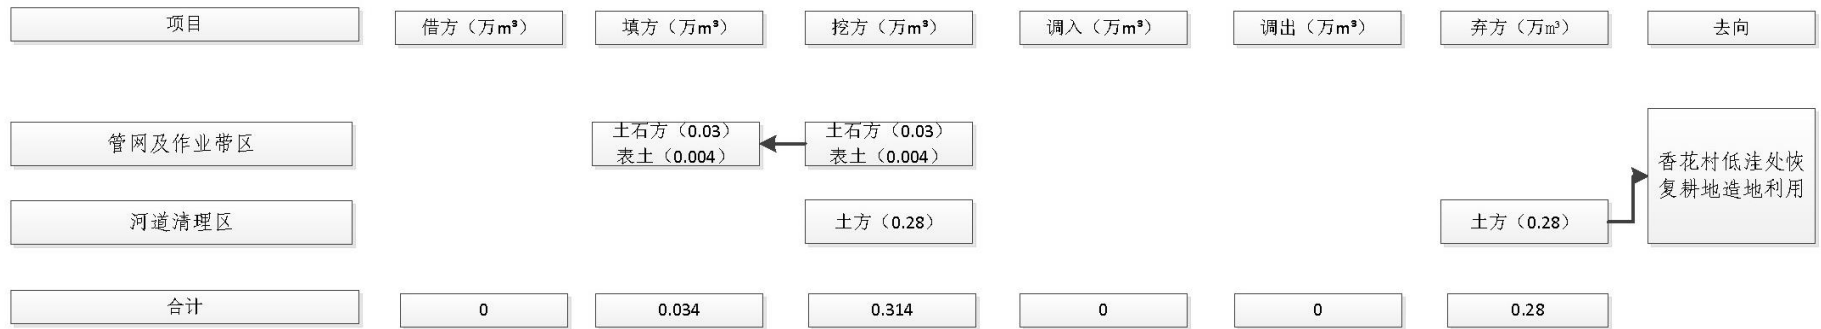 项目
借方（万m³）
填方（万m³）
挖方（万m³）
调入（万m³）
调出（万m³）
弃方（万m³）
去向
管网及作业带区
土石方（0.03）
表土（0.004）
土石方（0.03）
表土（0.004）
香花村低洼处恢
复耕地造地利用
河道清理区
土方（0.28）
土方（0.28）
合计
0
0.034
0.314
0
0
0.28